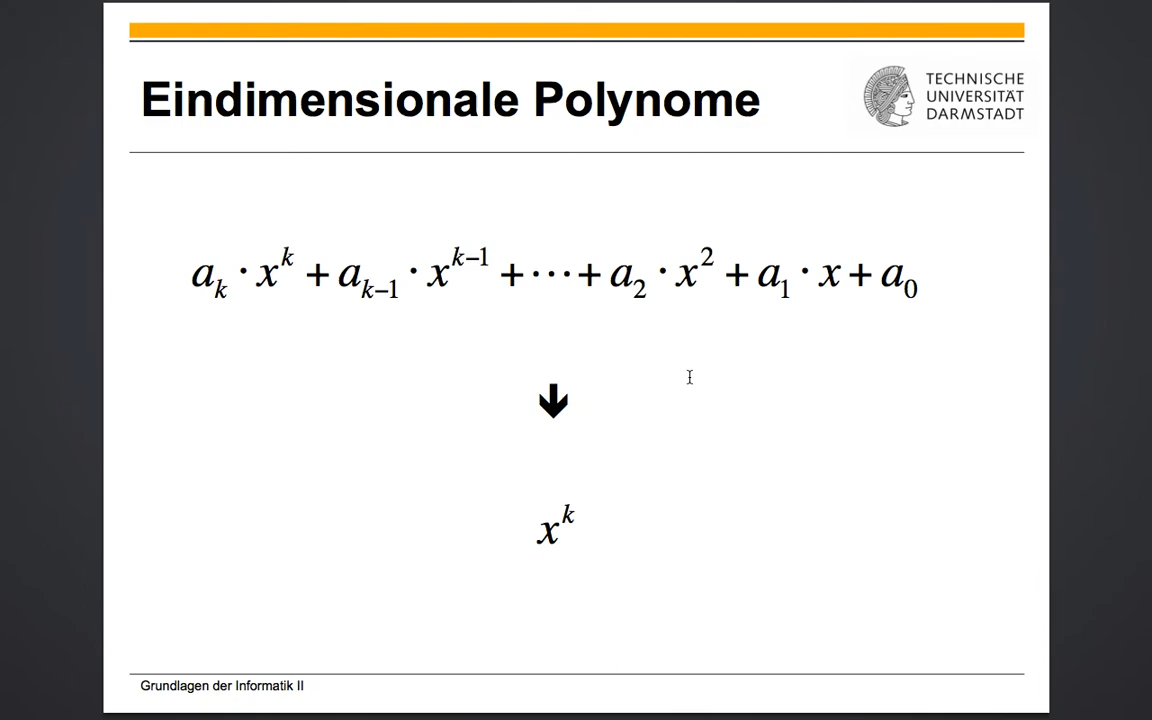 Eindimensionale Polynome
TECHNISCHE
UNIVERSITÄT
DARMSTADT
a_k · x^k + a_{k−1} · x^{k−1} + ··· + a_2 · x^2 + a_1 · x + a_0
x^k
Grundlagen der Informatik II